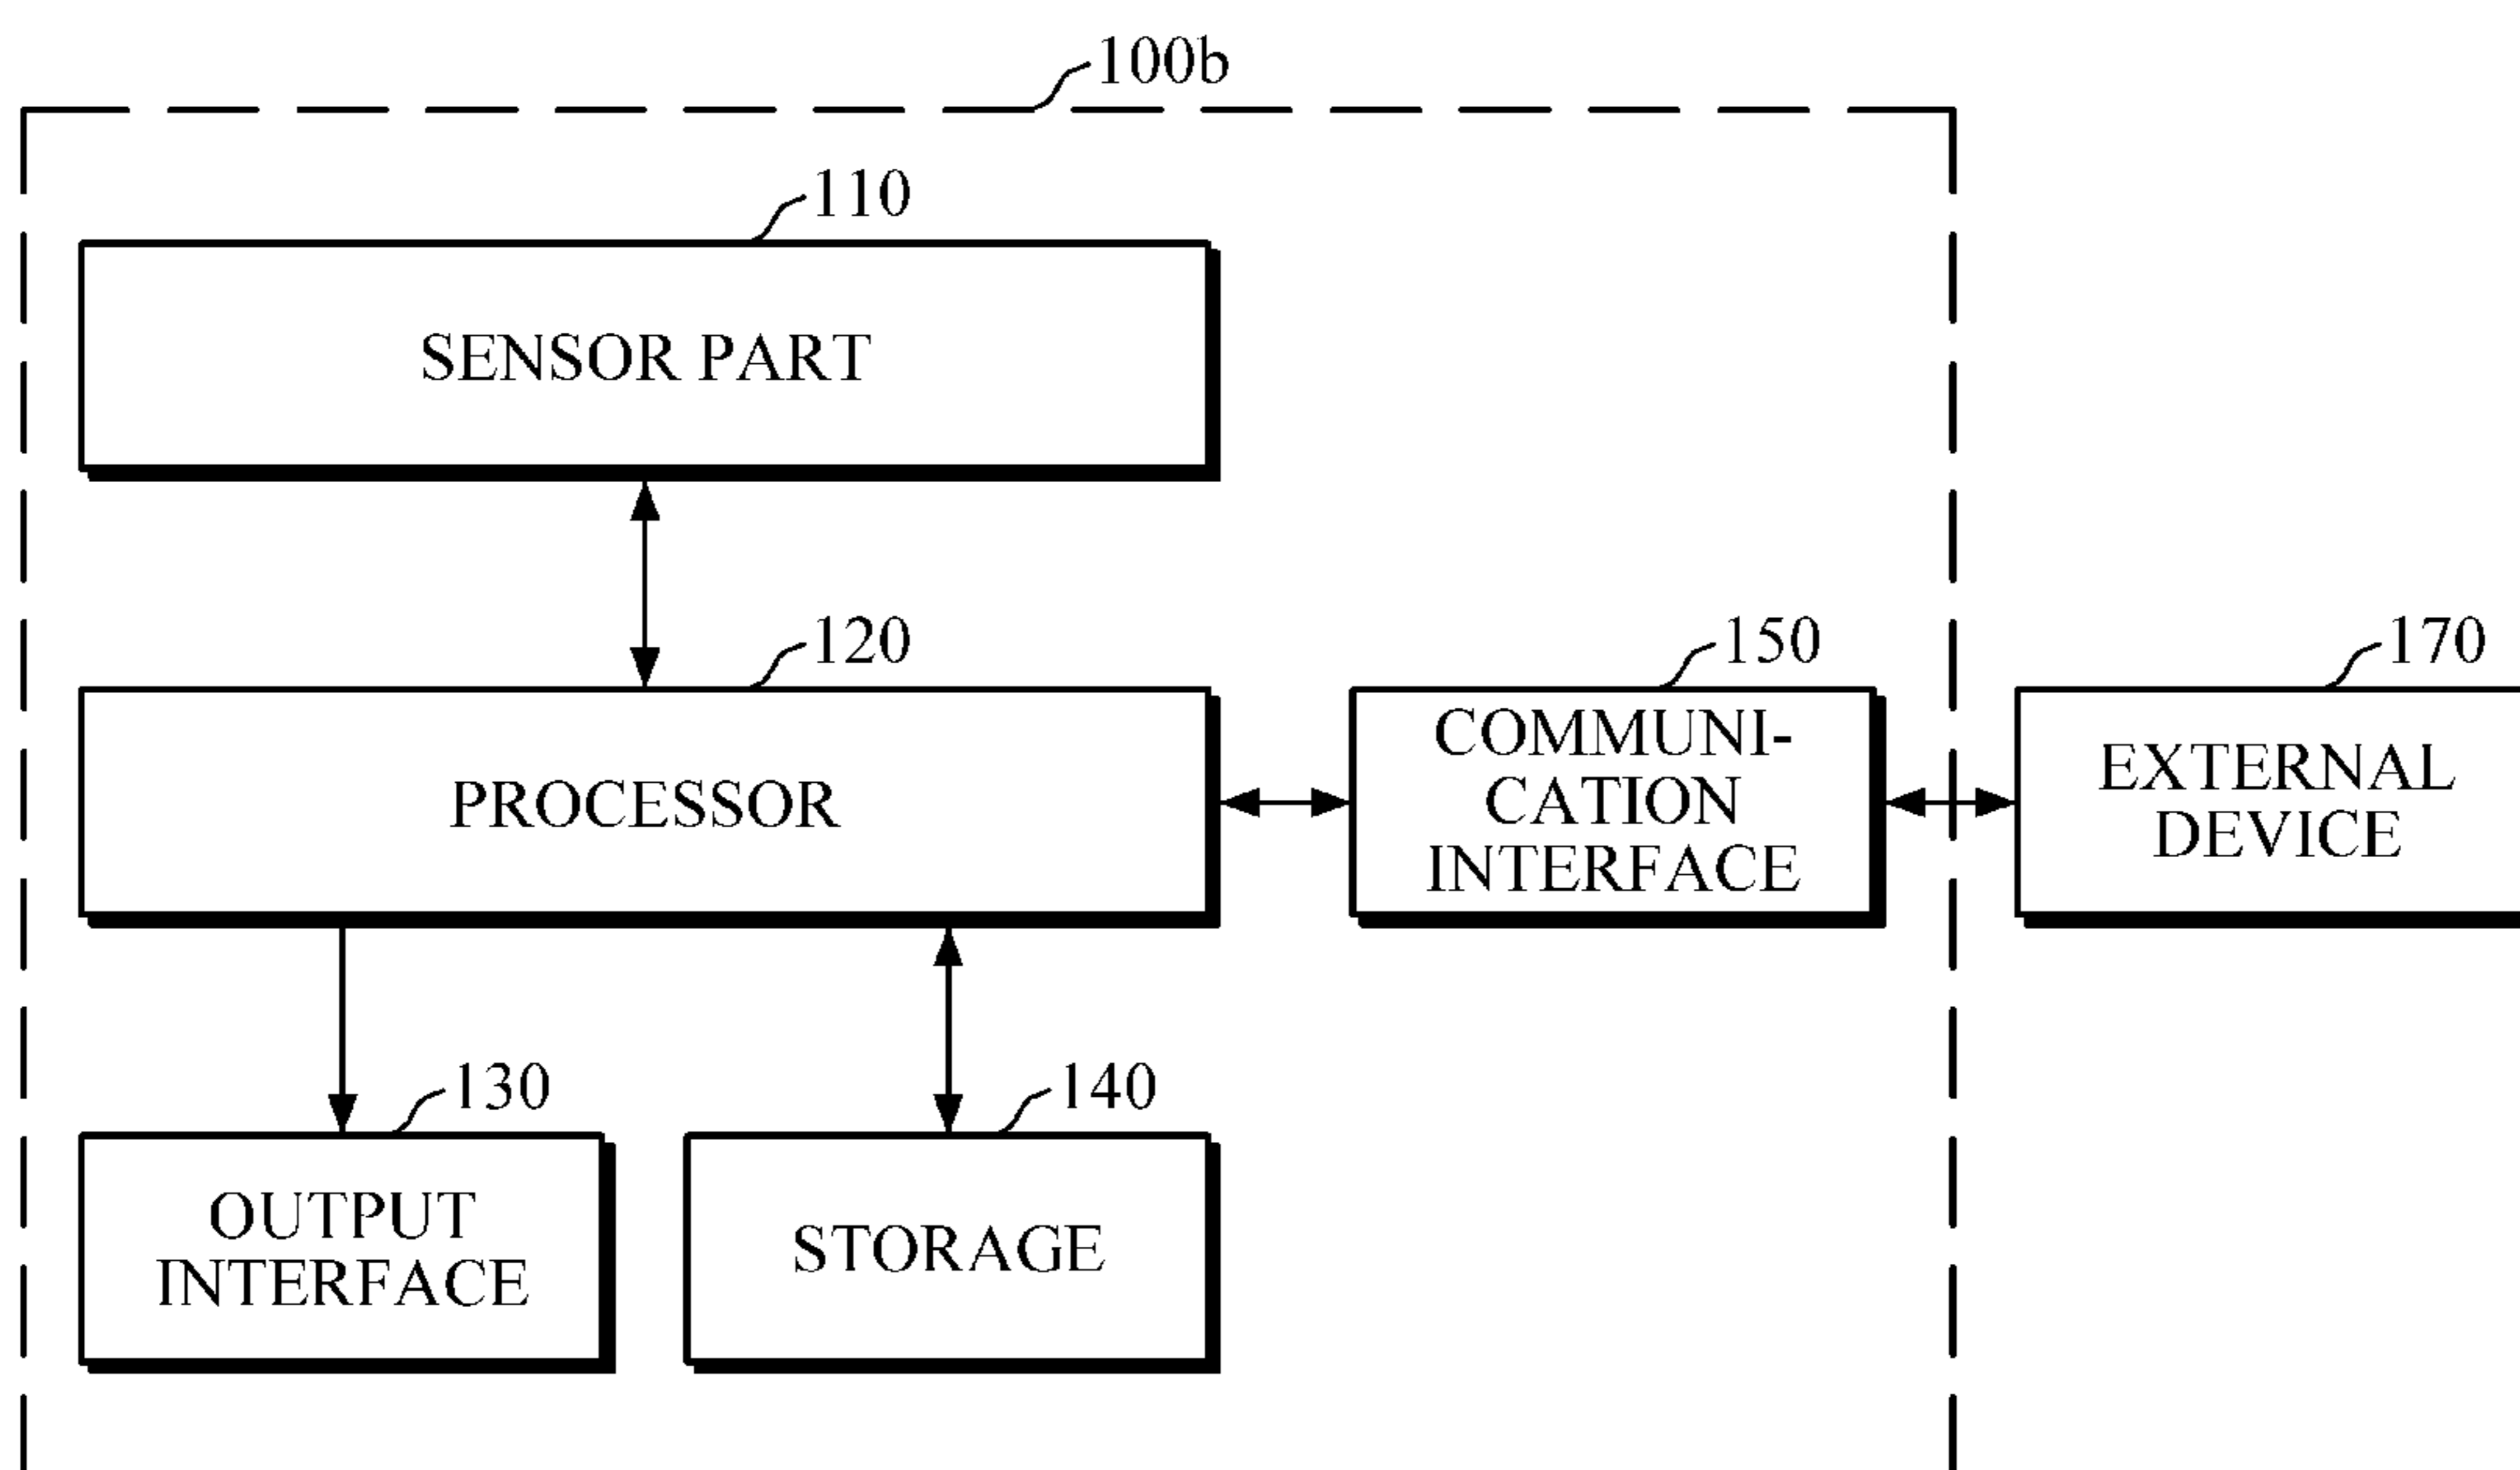 100b
110
SENSOR PART
120
PROCESSOR
150
COMMUNI-
CATION
INTERFACE
170
EXTERNAL
DEVICE
130
OUTPUT
INTERFACE
140
STORAGE